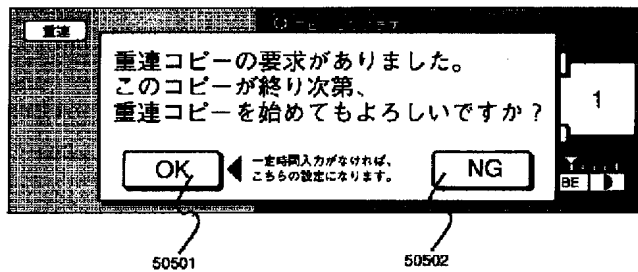 重連
重連コピーの要求がありました。
このコピーが終り次第、
重連コピーを始めてもよろしいですか？
1
OK
一定時間入力がなければ、
こちらの設定になります。
NG
BE
50501
50502